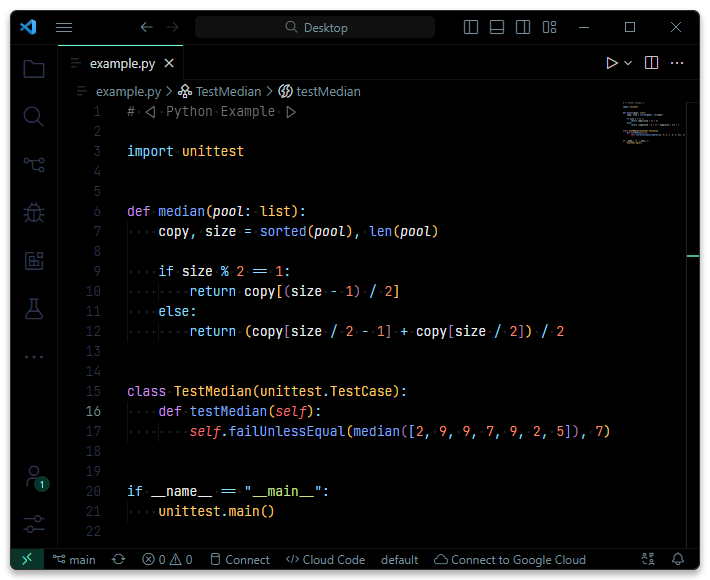 Desktop
example.py
example.py > TestMedian > testMedian
1 # ◁ Python Example ▷
2
3 import unittest
4
5
6 def median(pool: list):
7     copy, size = sorted(pool), len(pool)
8
9     if size % 2 == 1:
10         return copy[(size - 1) / 2]
11     else:
12         return (copy[size / 2 - 1] + copy[size / 2]) / 2
13
14
15 class TestMedian(unittest.TestCase):
16     def testMedian(self):
17         self.failUnlessEqual(median([2, 9, 9, 7, 9, 2, 5]), 7)
18
19
20 if __name__ == "__main__":
21     unittest.main()
22
1
main 0 0 Connect </> Cloud Code default Connect to Google Cloud